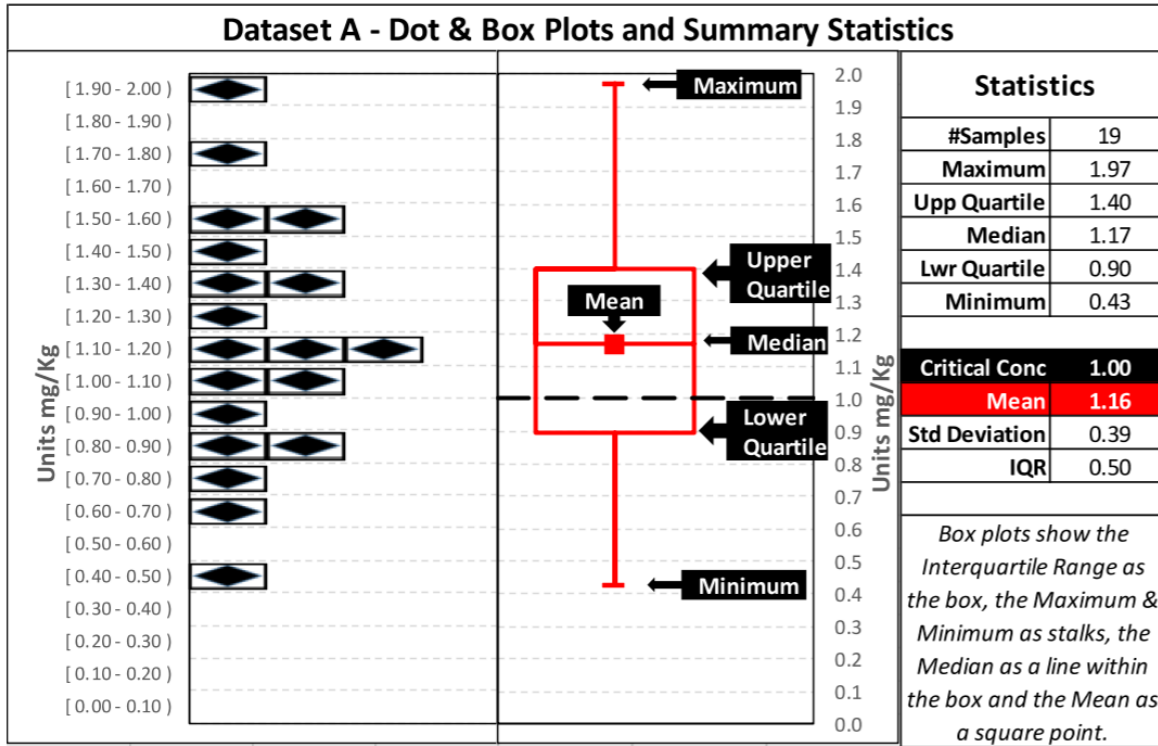 Dataset A - Dot & Box Plots and Summary Statistics
Units mg/Kg
[ 1.90 - 2.00 )
[ 1.80 - 1.90 )
[ 1.70 - 1.80 )
[ 1.60 - 1.70 )
[ 1.50 - 1.60 )
[ 1.40 - 1.50 )
[ 1.30 - 1.40 )
[ 1.20 - 1.30 )
[ 1.10 - 1.20 )
[ 1.00 - 1.10 )
[ 0.90 - 1.00 )
[ 0.80 - 0.90 )
[ 0.70 - 0.80 )
[ 0.60 - 0.70 )
[ 0.50 - 0.60 )
[ 0.40 - 0.50 )
[ 0.30 - 0.40 )
[ 0.20 - 0.30 )
[ 0.10 - 0.20 )
[ 0.00 - 0.10 )
Maximum
Upper
Quartile
Mean
Median
Lower
Quartile
Minimum
2.0
1.9
1.8
1.7
1.6
1.5
1.4
1.3
1.2
1.1
1.0
0.9
0.8
0.7
0.6
0.5
0.4
0.3
0.2
0.1
0.0
Units mg/Kg
Statistics
#Samples 19
Maximum 1.97
Upp Quartile 1.40
Median 1.17
Lwr Quartile 0.90
Minimum 0.43
Critical Conc 1.00
Mean 1.16
Std Deviation 0.39
IQR 0.50
Box plots show the
Interquartile Range as
the box, the Maximum &
Minimum as stalks, the
Median as a line within
the box and the Mean as
a square point.